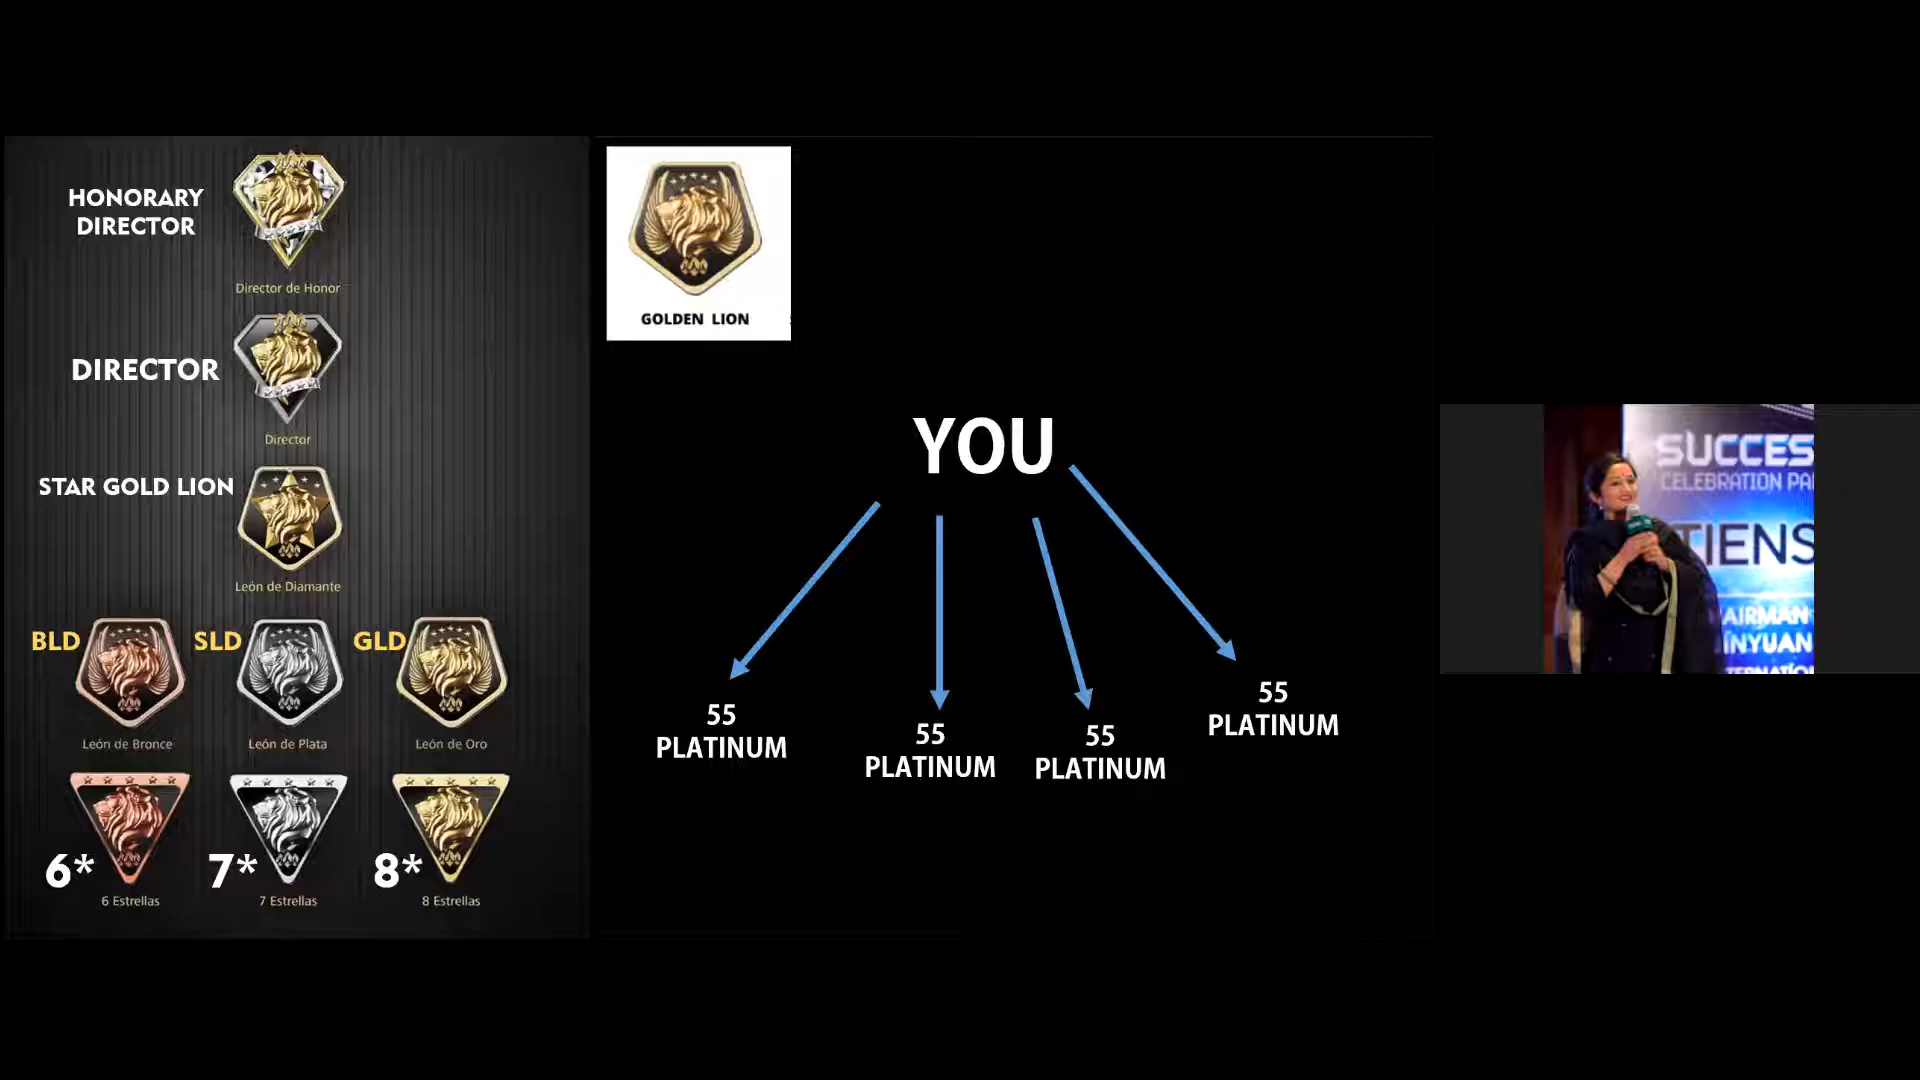 HONORARY
DIRECTOR
Director de Honor
DIRECTOR
Director
STAR GOLD LION
León de Diamante
BLD
SLD
GLD
León de Bronce
León de Plata
León de Oro
6*
7*
8*
6 Estrellas
7 Estrellas
8 Estrellas
GOLDEN LION
YOU
55
PLATINUM
55
PLATINUM
55
PLATINUM
55
PLATINUM
SUCCES
CELEBRATION PA
TIENS
AIRMAN
INYUAN